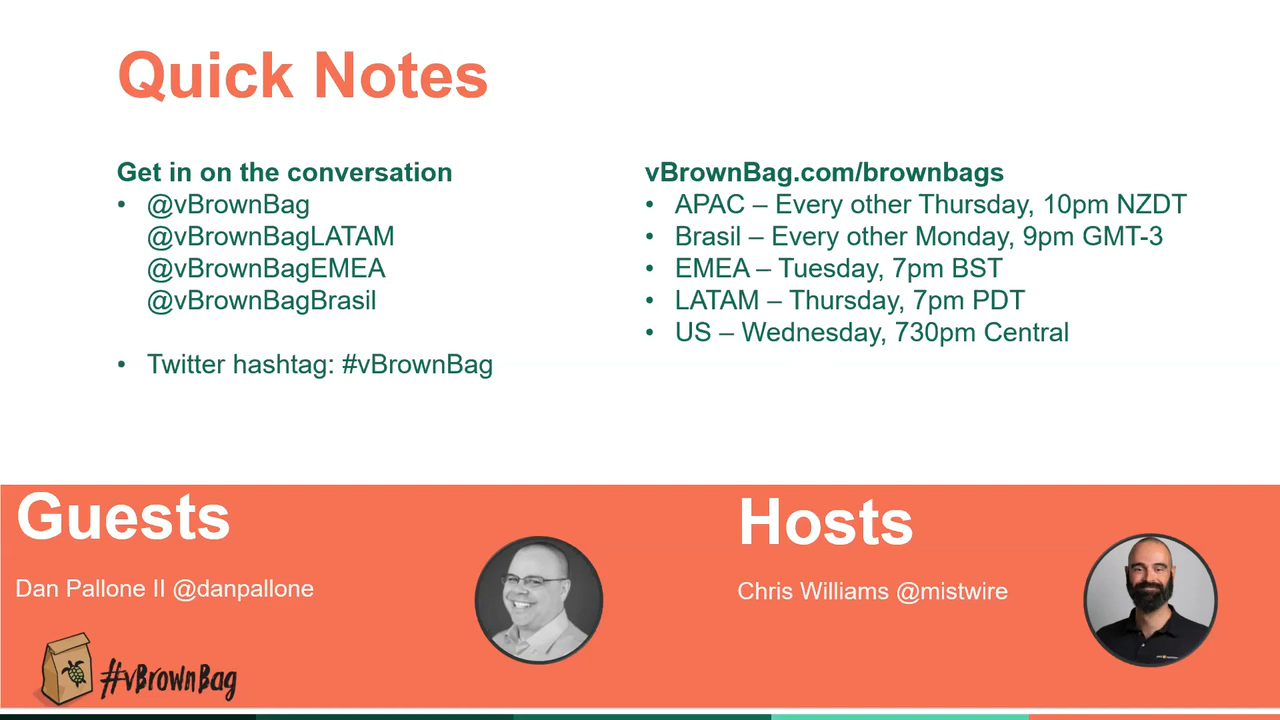 Quick Notes
Get in on the conversation
• @vBrownBag
@vBrownBagLATAM
@vBrownBagEMEA
@vBrownBagBrasil
• Twitter hashtag: #vBrownBag
vBrownBag.com/brownbags
• APAC – Every other Thursday, 10pm NZDT
• Brasil – Every other Monday, 9pm GMT-3
• EMEA – Tuesday, 7pm BST
• LATAM – Thursday, 7pm PDT
• US – Wednesday, 730pm Central
Guests
Dan Pallone II @danpallone
#vBrownBag
Hosts
Chris Williams @mistwire